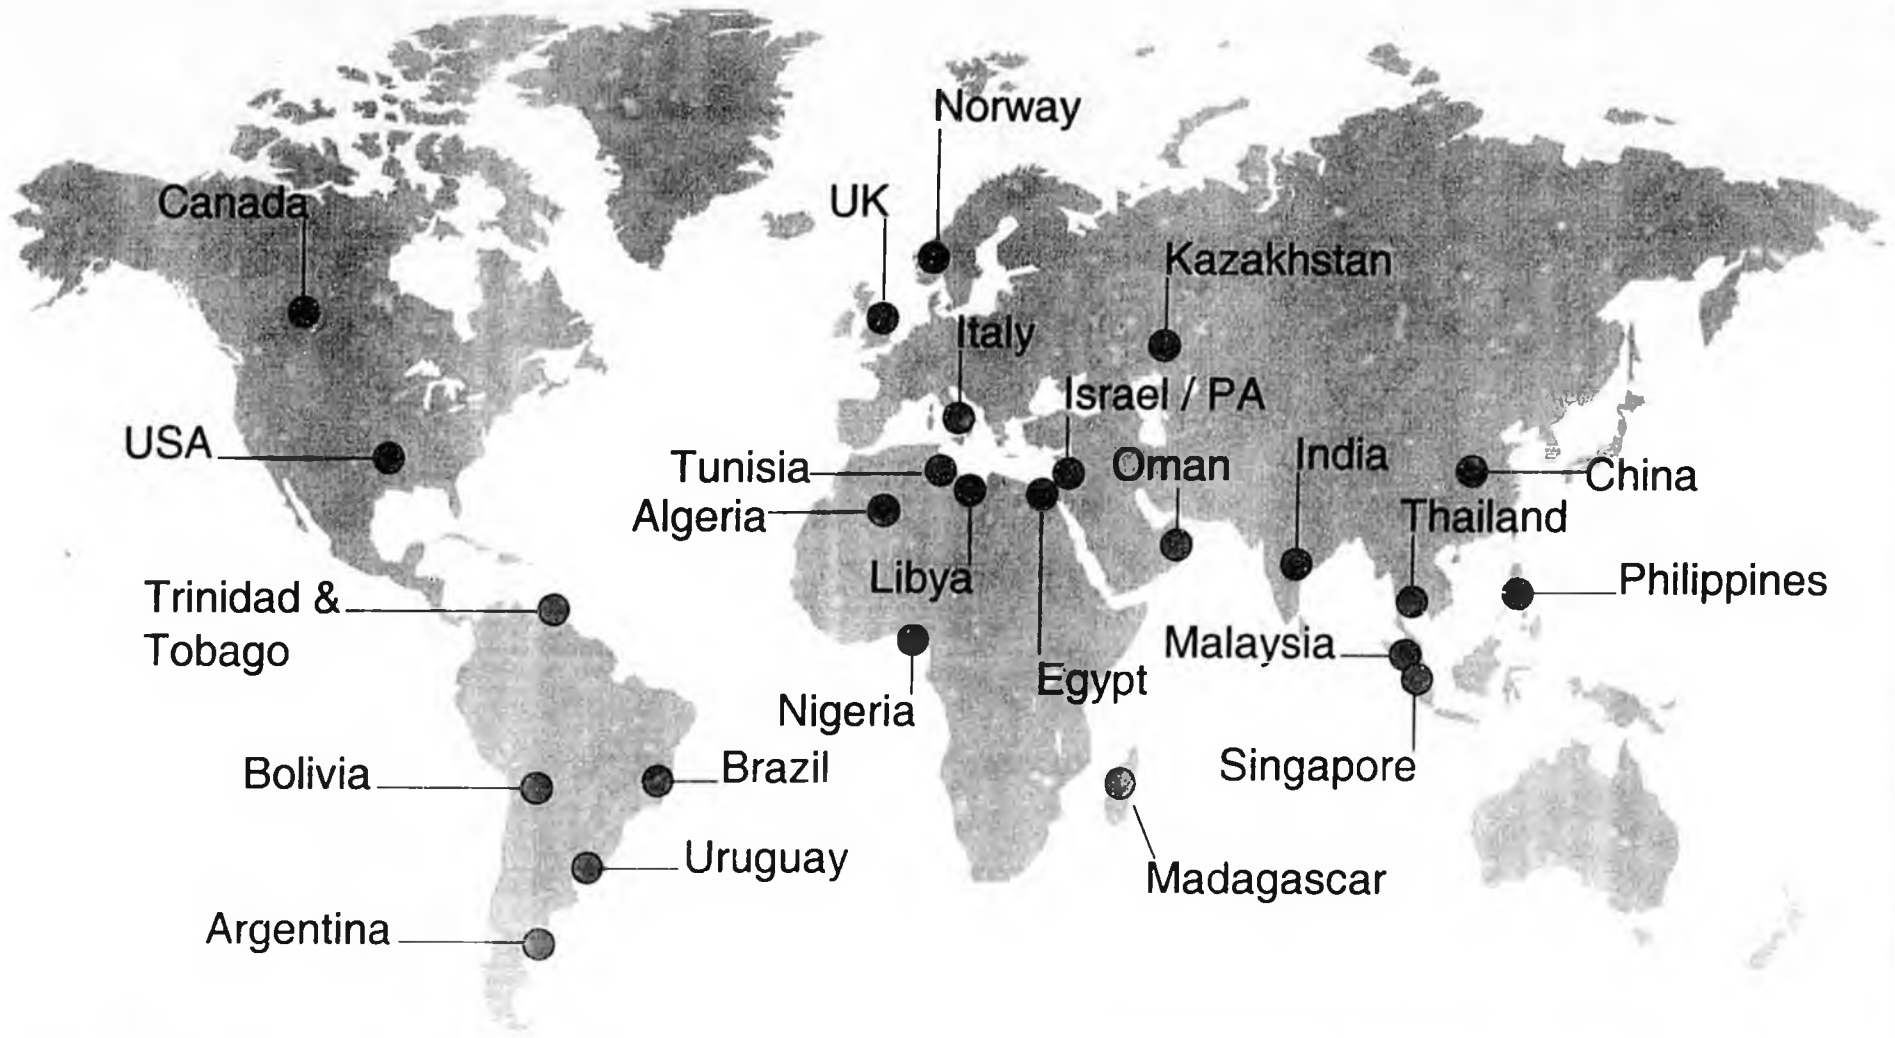 Norway
Canada
UK
Kazakhstan
Italy
Israel / PA
USA
Tunisia
Oman
India
China
Algeria
Thailand
Libya
Philippines
Trinidad &
Tobago
Malaysia
Egypt
Nigeria
Singapore
Bolivia
Brazil
Uruguay
Madagascar
Argentina